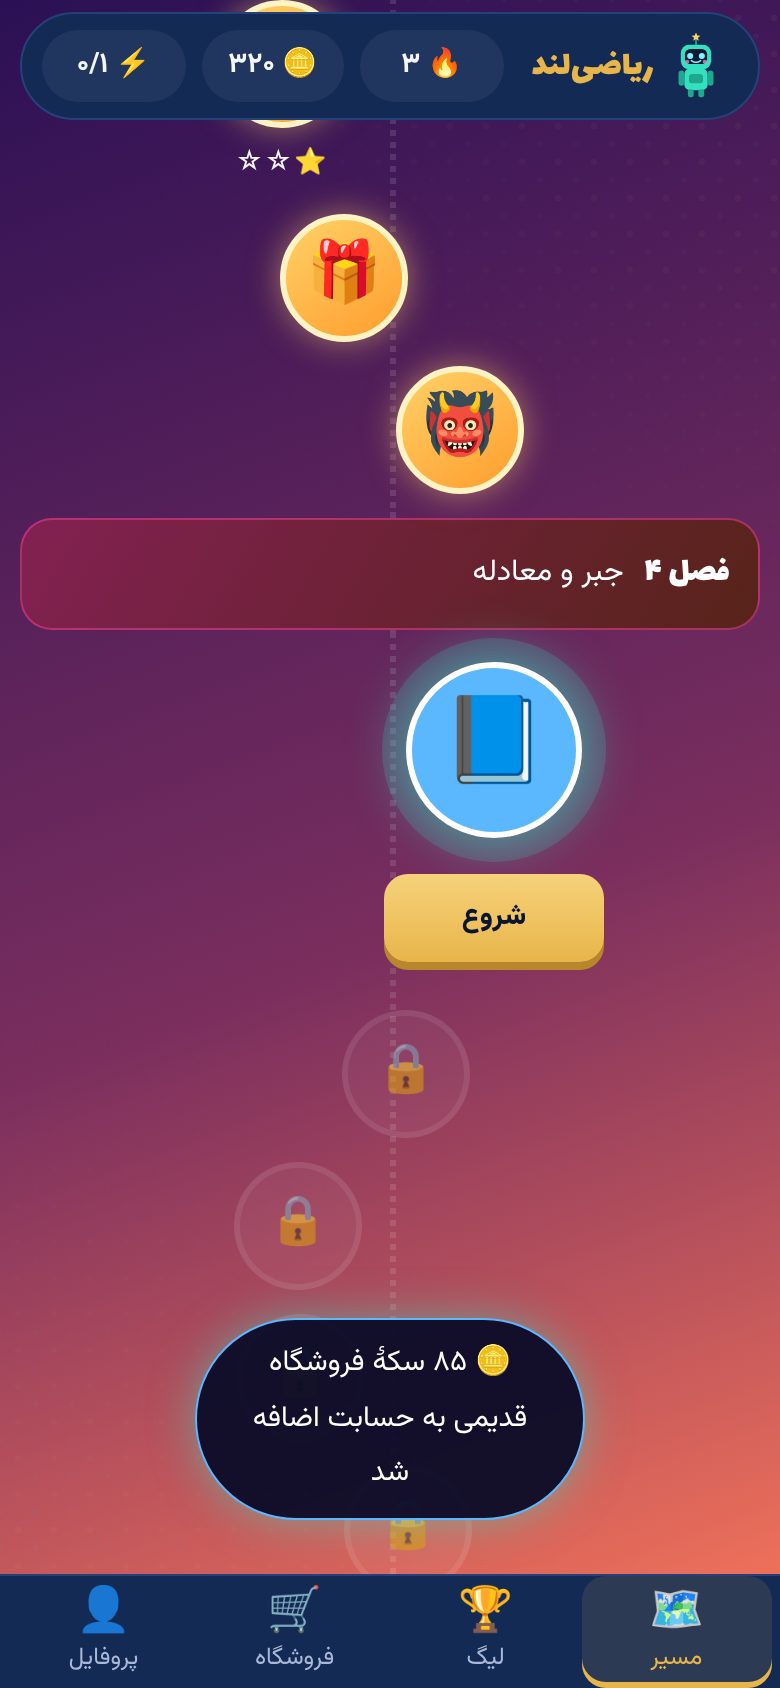 ریاضی‌لند
۳
۳۲۰
۰/۱
فصل ۴ جبر و معادله
شروع
۸۵ سکهٔ فروشگاه
قدیمی به حسابت اضافه
شد
مسیر
لیگ
فروشگاه
پروفایل